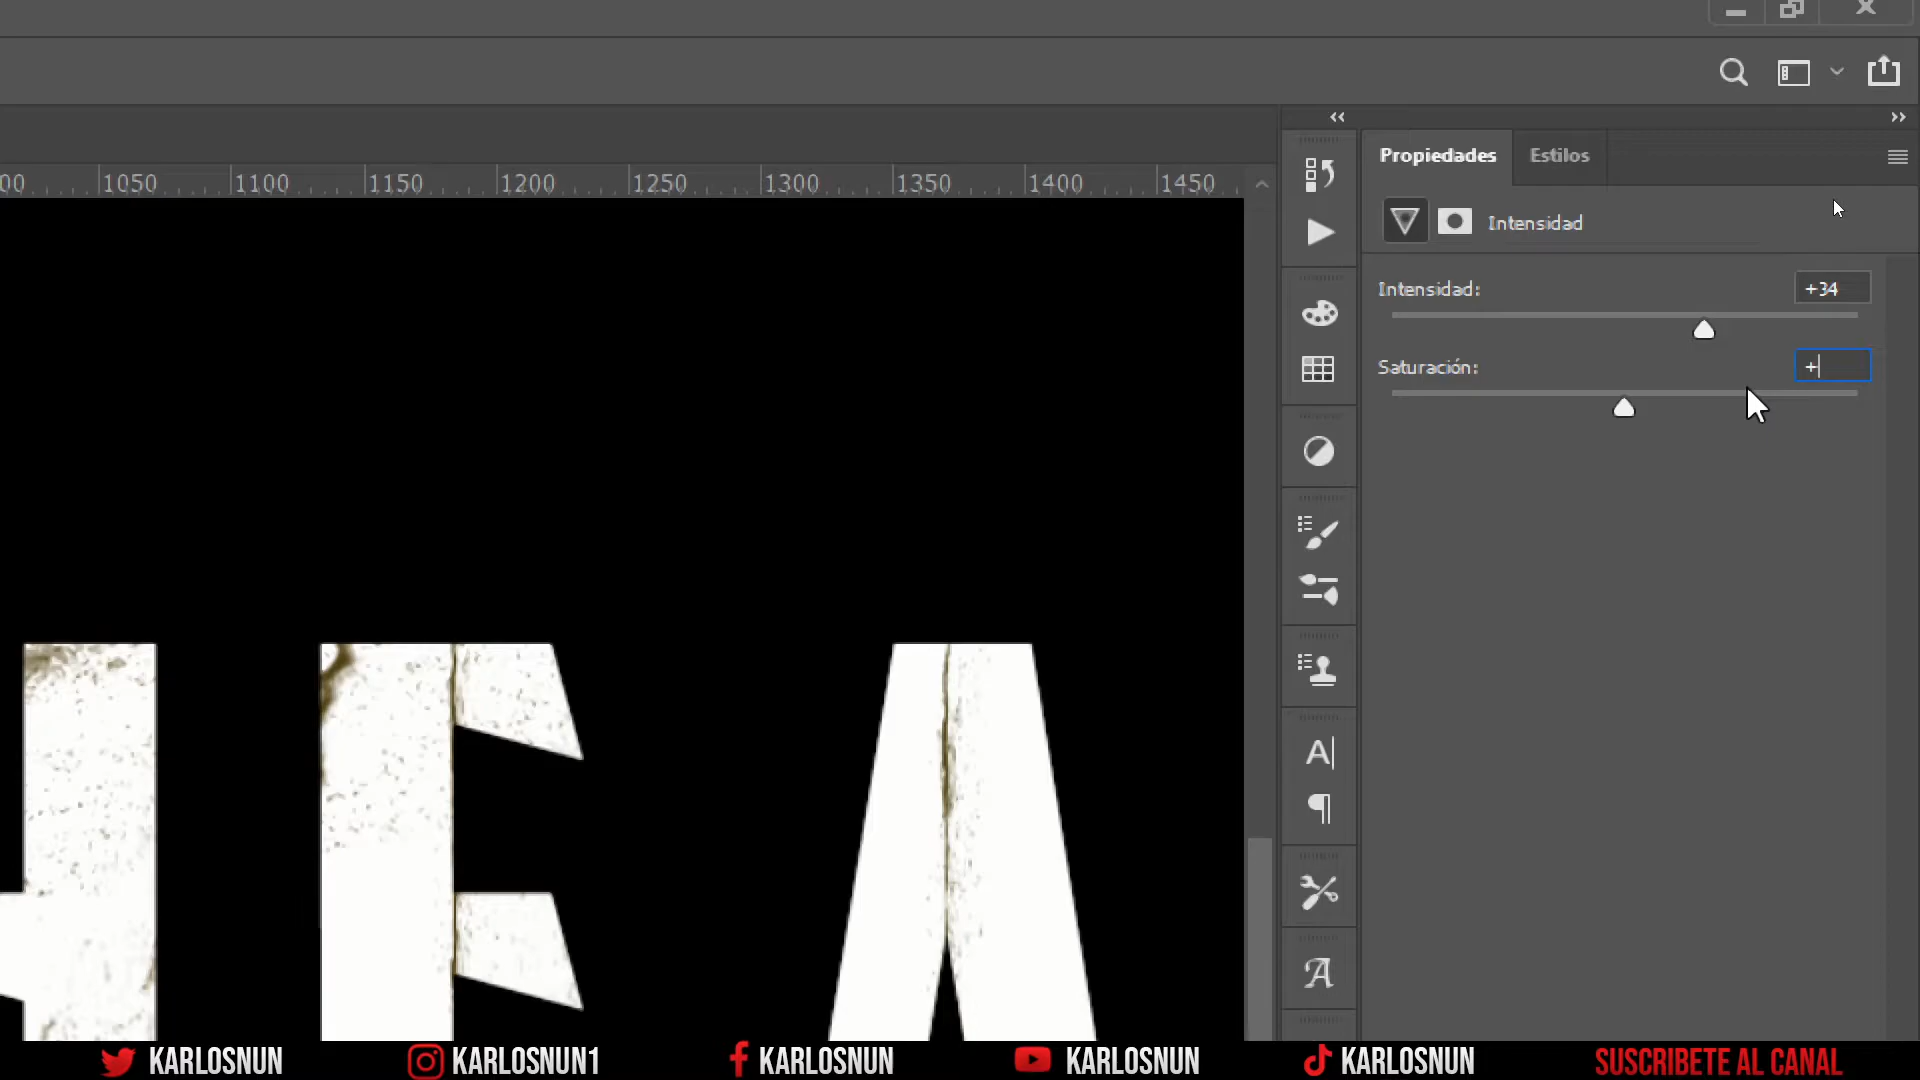 00 1050 1100 1150 1200 1250 1300 1350 1400 1450
Propiedades Estilos
Intensidad
Intensidad: +34
Saturación: +
A
¶
A
HEA
KARLOSNUN KARLOSNUN1 KARLOSNUN KARLOSNUN KARLOSNUN SUSCRIBETE AL CANAL